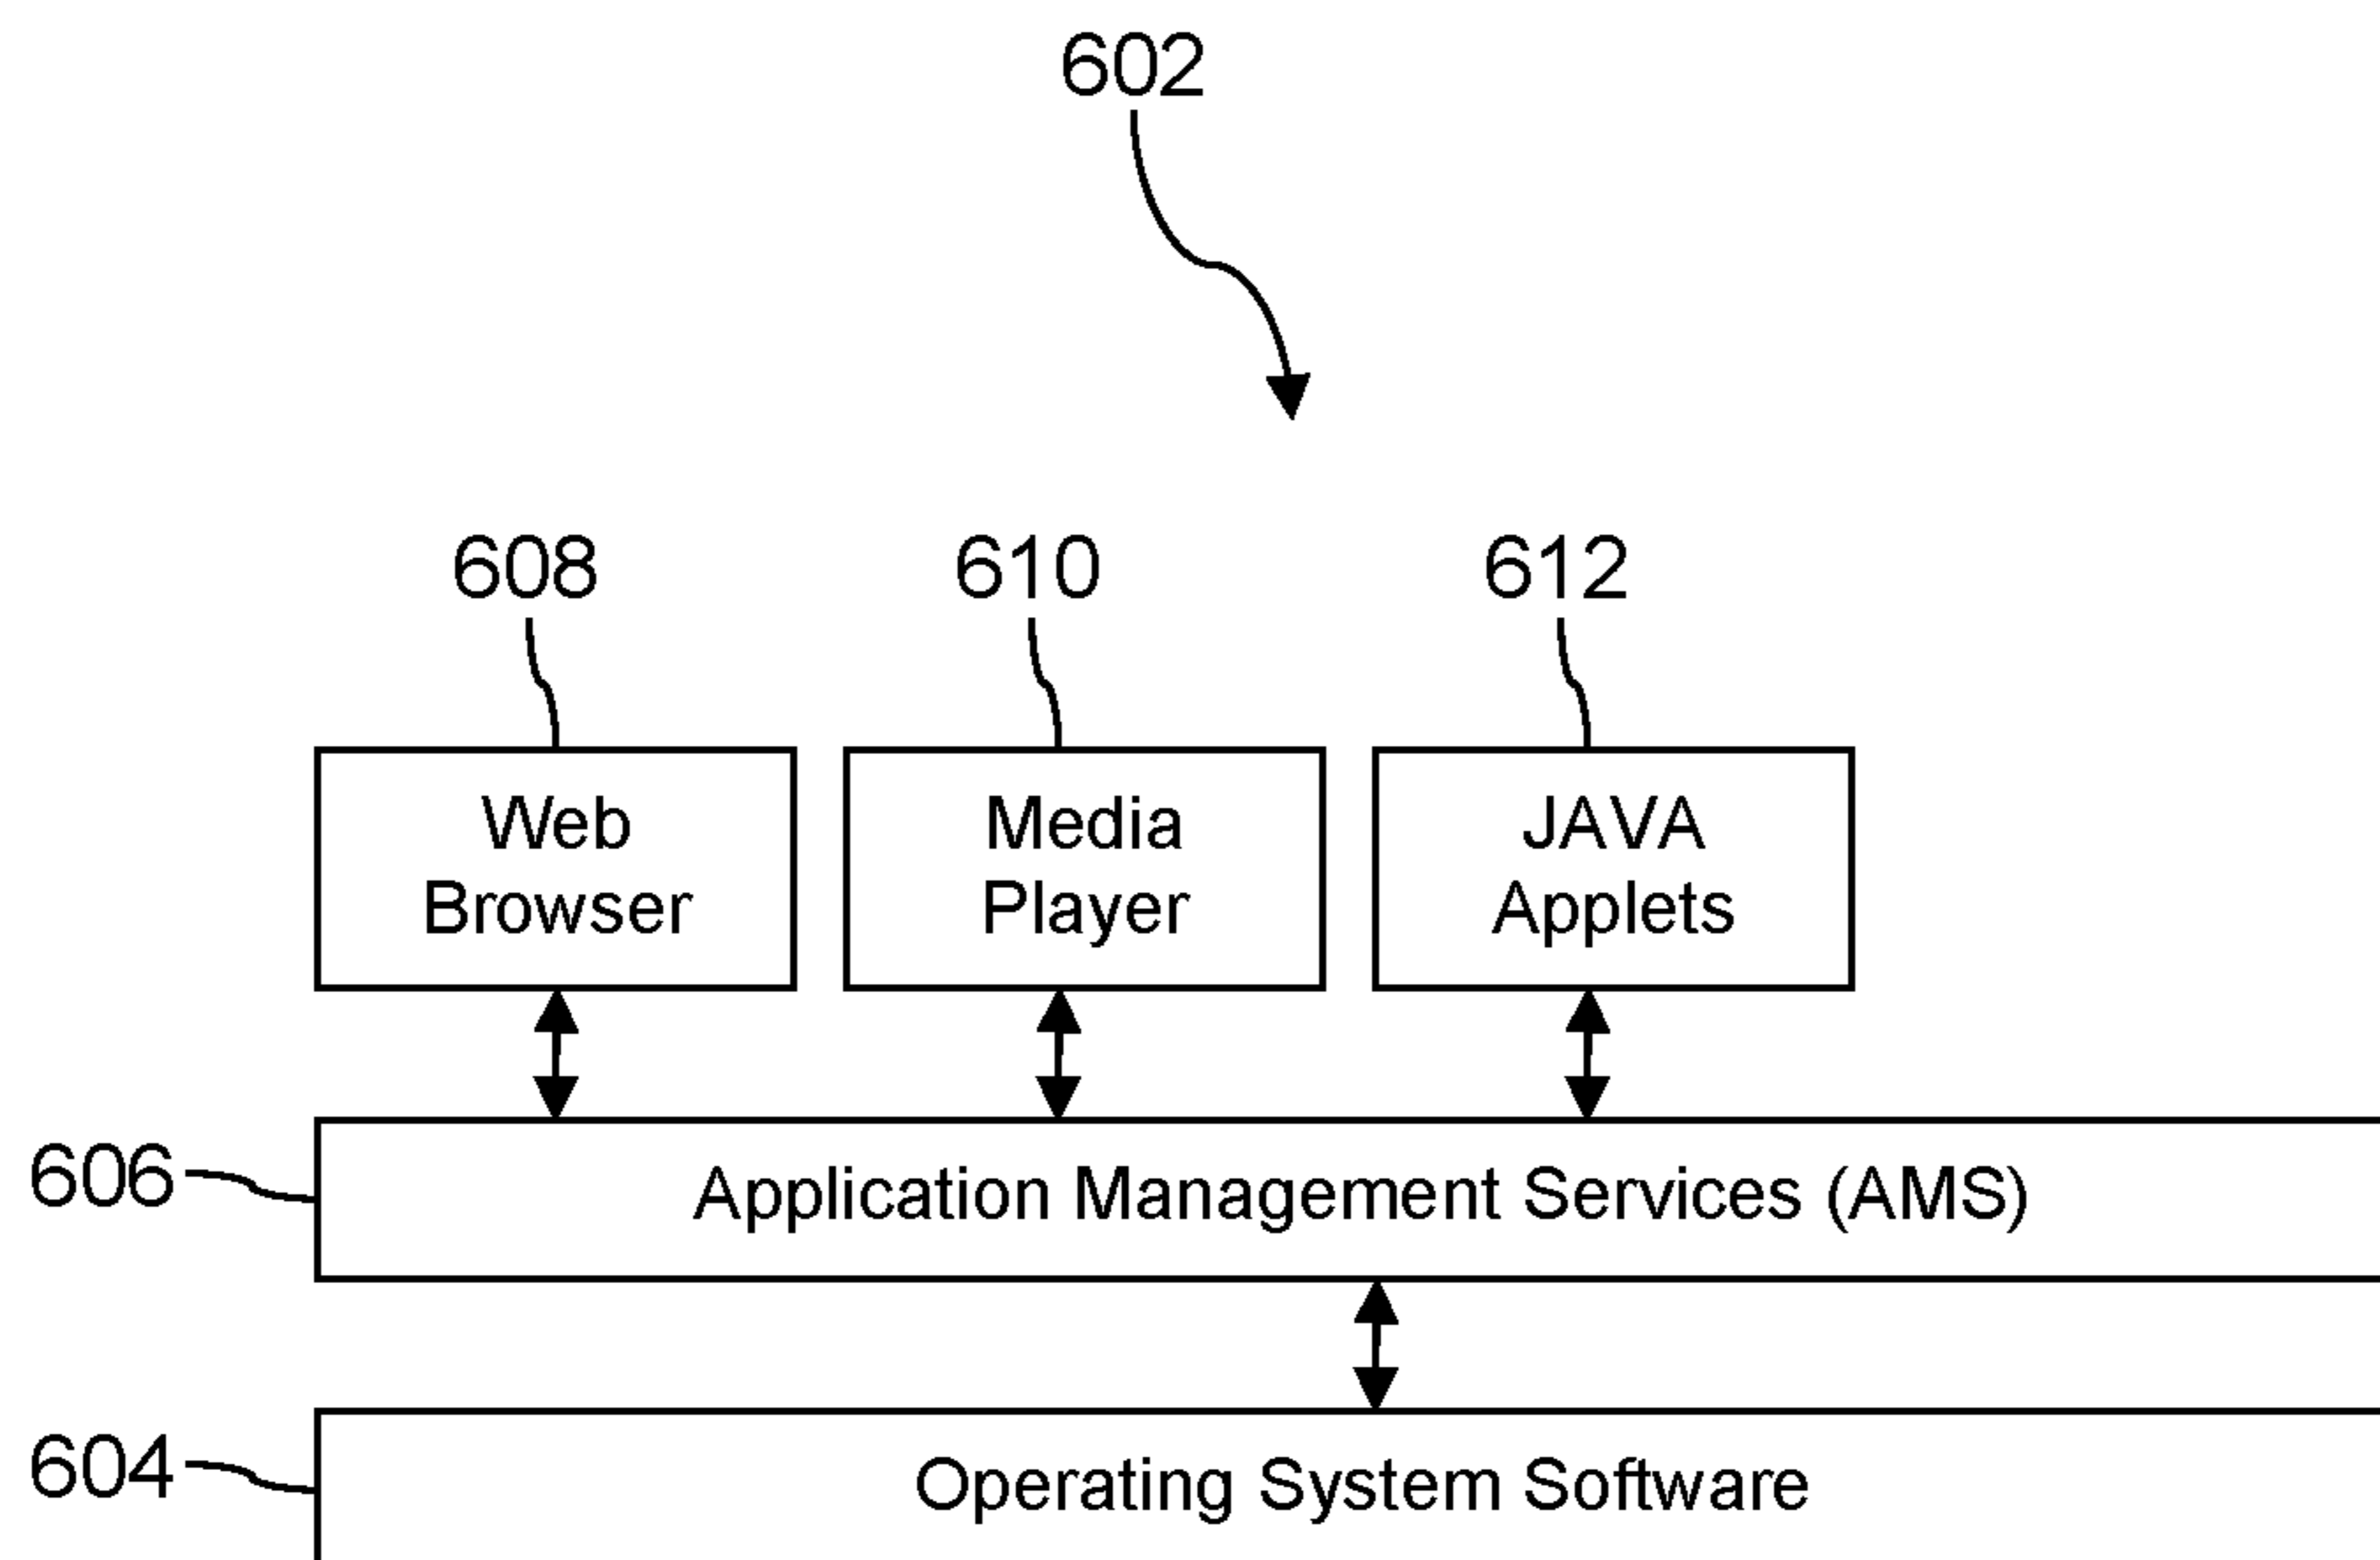 602
608 610 612
Web
Browser
Media
Player
JAVA
Applets
606 Application Management Services (AMS)
604 Operating System Software